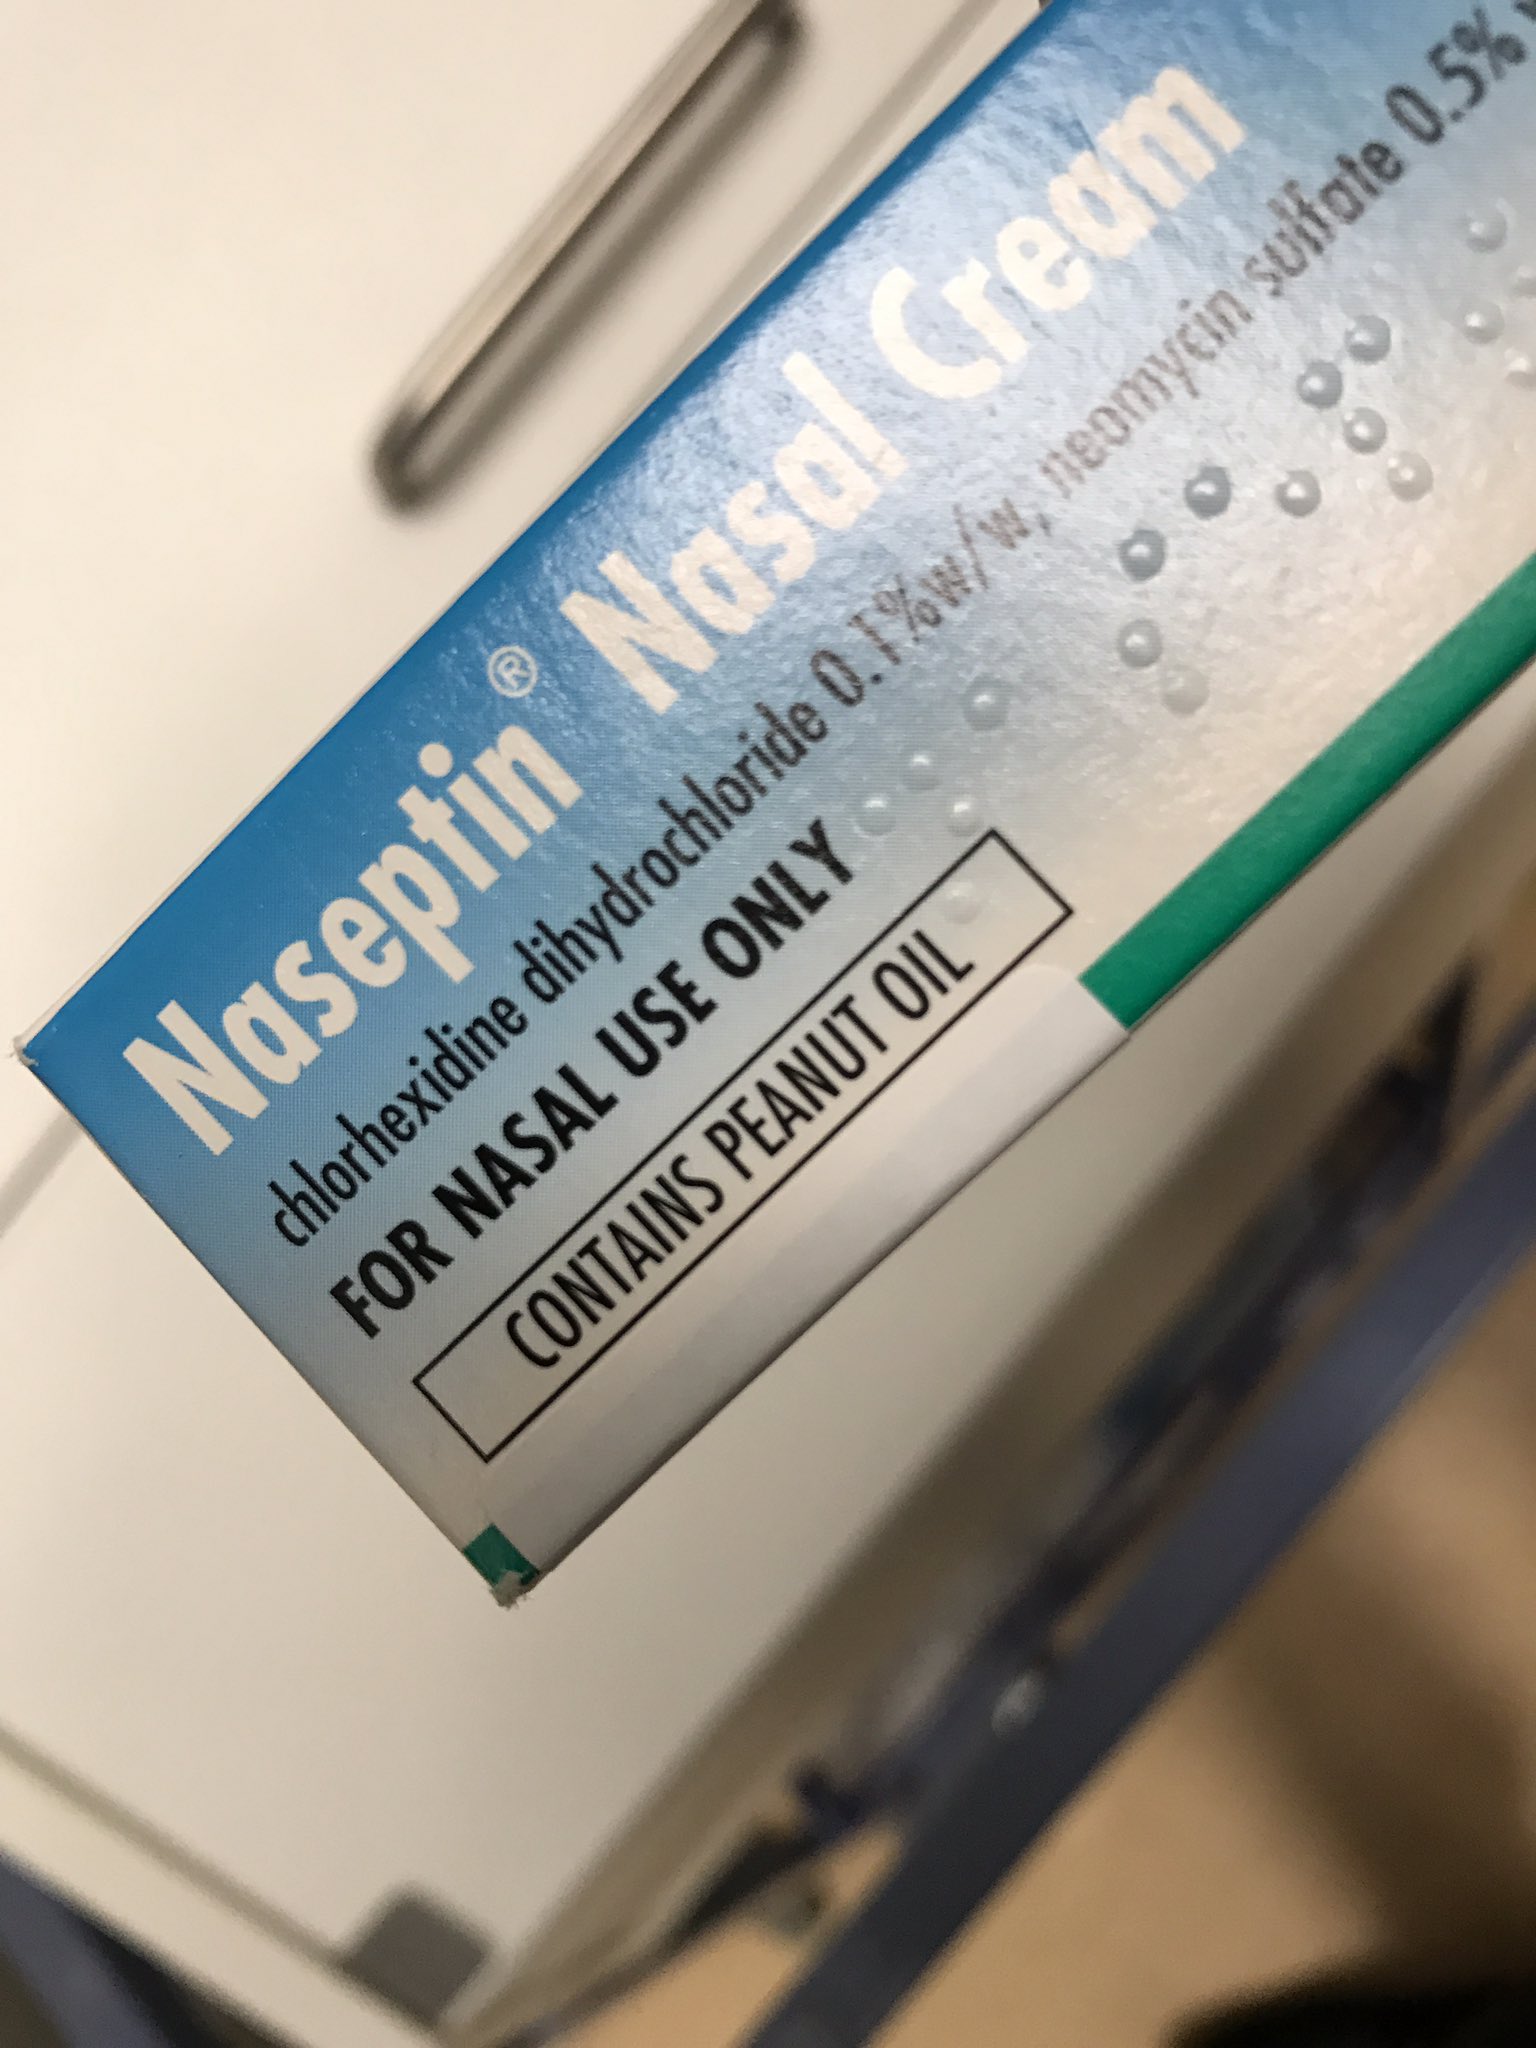 Naseptin® Nasal Cream
chlorhexidine dihydrochloride 0.1%w/w, neomycin sulfate 0.5%
FOR NASAL USE ONLY
CONTAINS PEANUT OIL